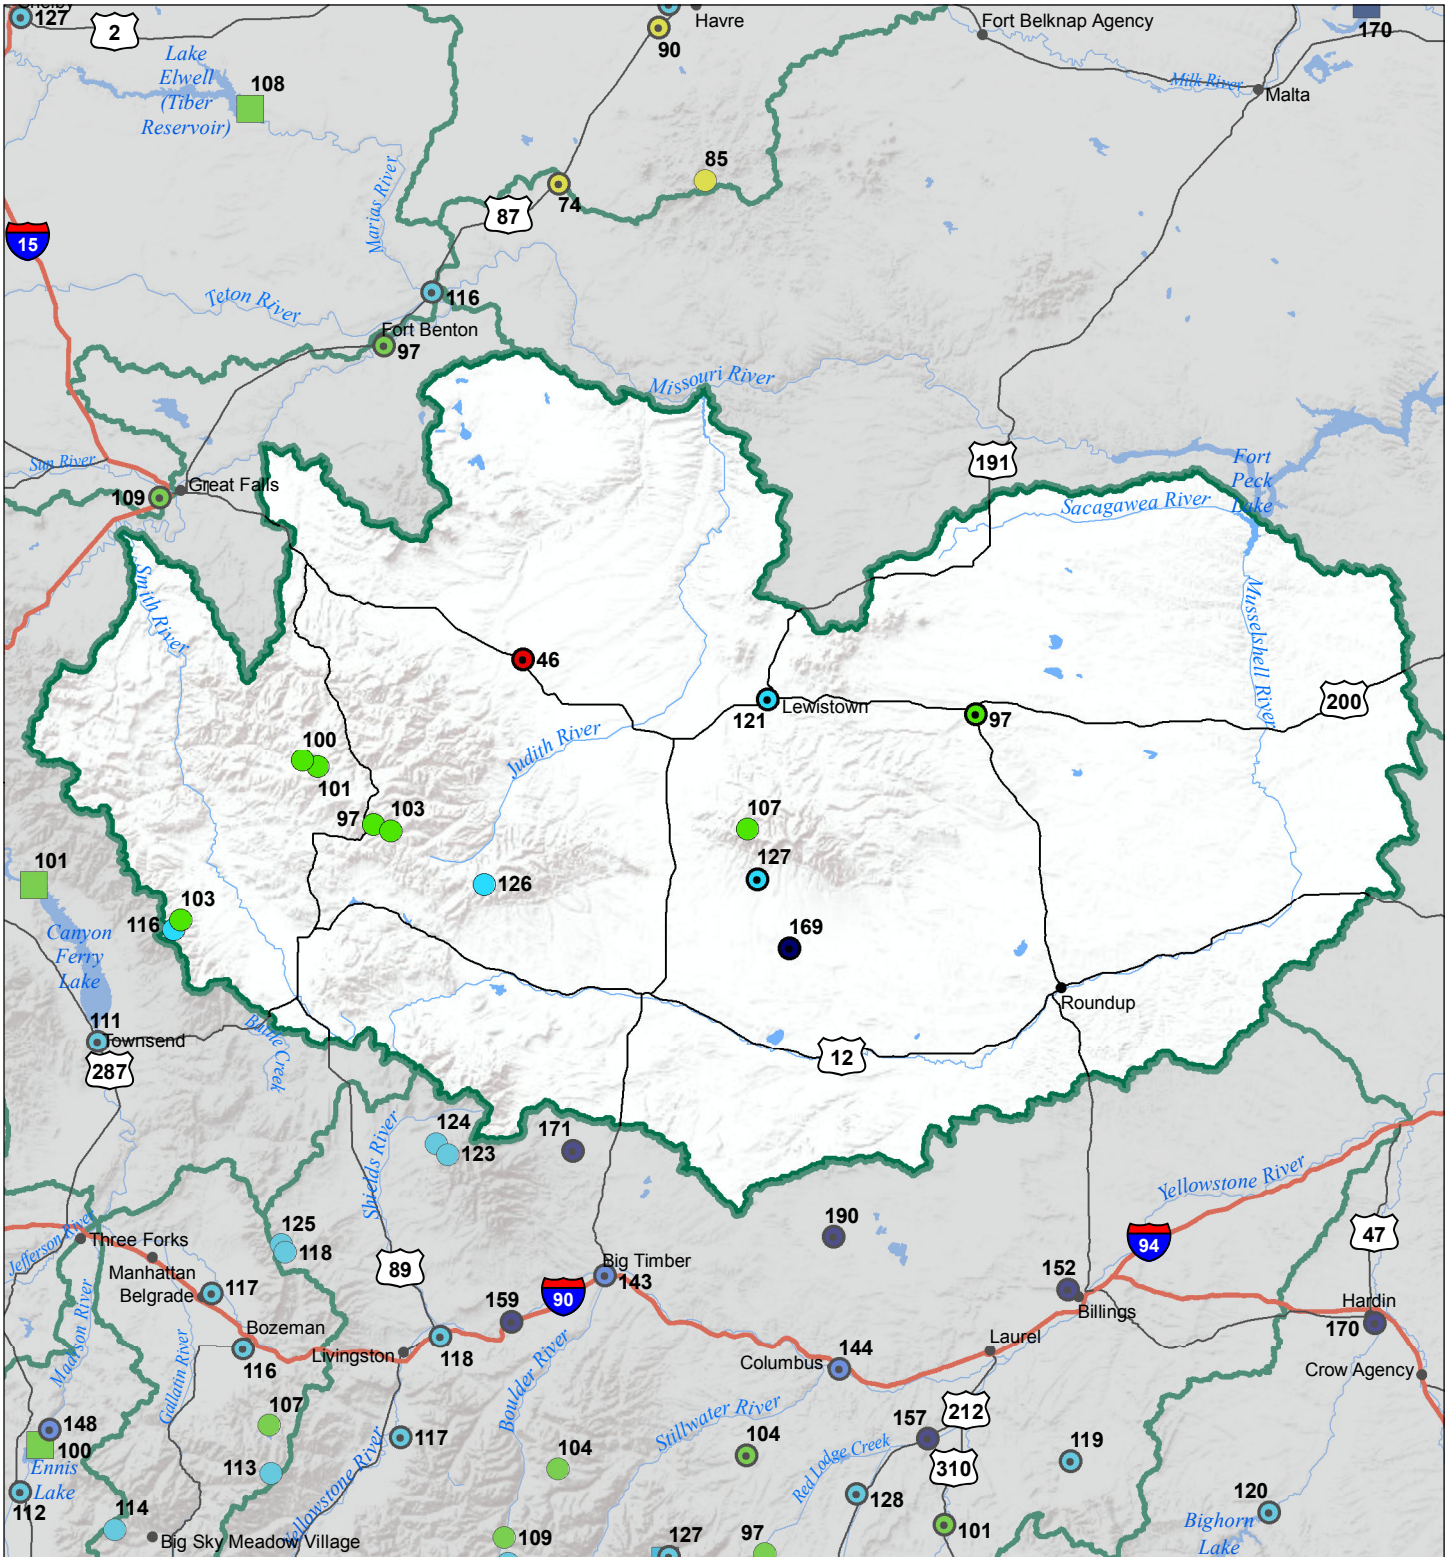 Shelby
127
2
Havre
90
Fort Belknap Agency
170
Lake
Elwell
(Tiber
Reservoir)
108
Milk River
Malta
Marias River
85
74
87
15
Teton River
116
Fort Benton
97
Missouri River
Sun River
Great Falls
109
191
Fort
Peck
Lake
Sacagawea River
Smith River
Musselshell River
46
121
Lewistown
97
200
Judith River
100
101
97
103
107
127
126
101
103
116
Canyon
Ferry
Lake
169
Roundup
111
Townsend
287
Battle Creek
12
124
123
171
Shields River
Yellowstone River
125
118
190
47
94
Jefferson River
Three Forks
Manhattan
Belgrade
117
89
Big Timber
143
90
159
152
Billings
Hardin
170
Madison River
Bozeman
116
Gallatin River
Livingston
118
Boulder River
Columbus
144
Laurel
Crow Agency
148
100
Ennis
Lake
112
107
113
117
Yellowstone River
104
Stillwater River
104
157
212
310
Red Lodge Creek
119
128
101
120
Bighorn
Lake
114
Big Sky Meadow Village
109
127
97